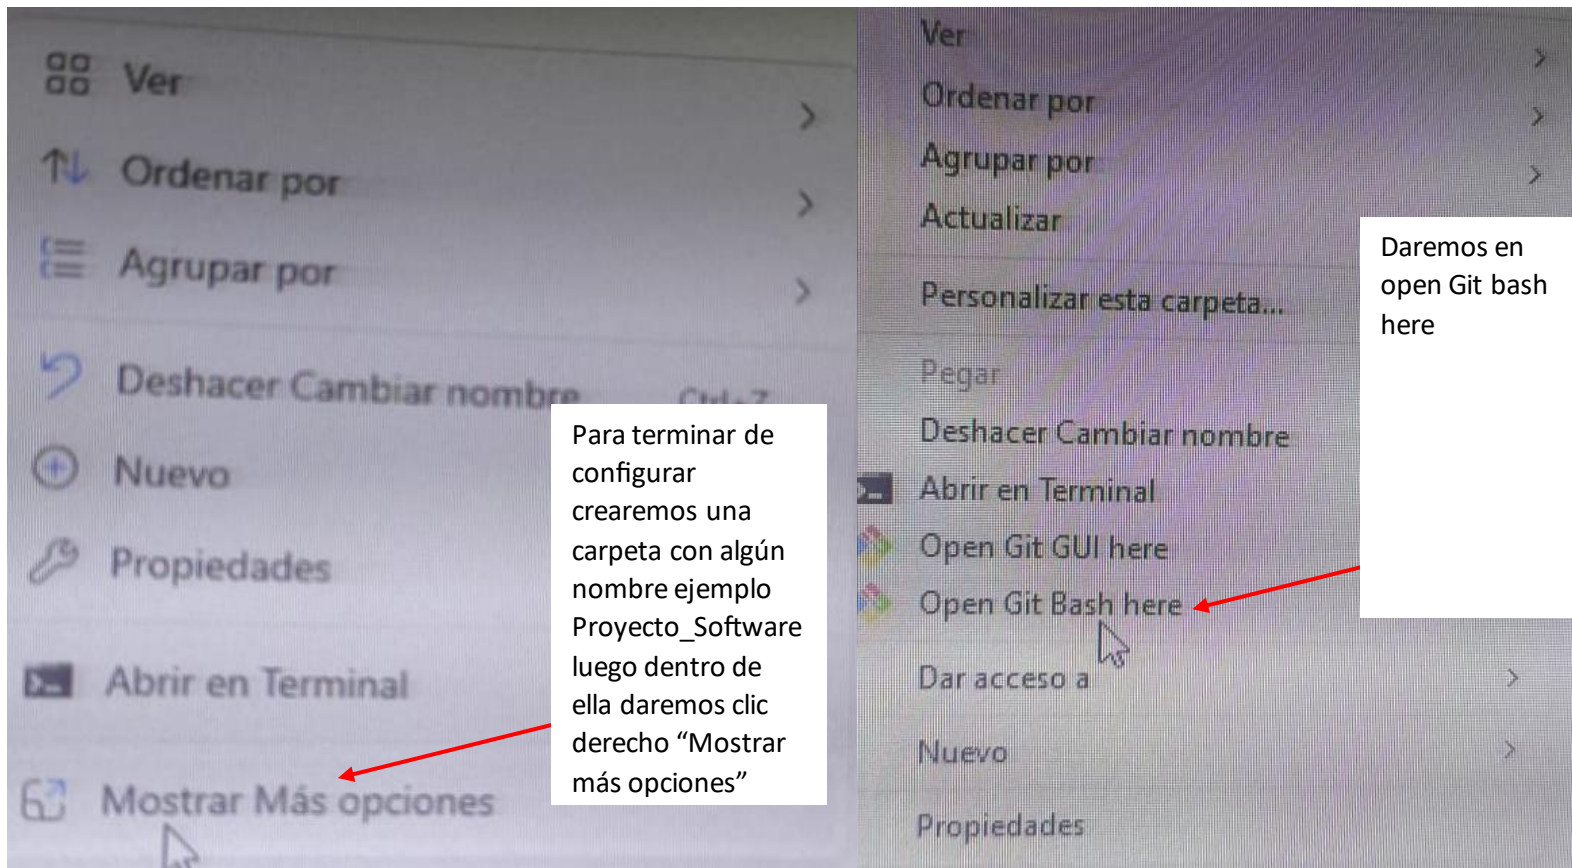 Ver
Ordenar por
Agrupar por
Deshacer Cambiar nombre
Ctrl+Z
Nuevo
Propiedades
Abrir en Terminal
Mostrar Más opciones
Para terminar de
configurar
crearemos una
carpeta con algún
nombre ejemplo
Proyecto_Software
luego dentro de
ella daremos clic
derecho “Mostrar
más opciones”
Ver
Ordenar por
Agrupar por
Actualizar
Personalizar esta carpeta...
Pegar
Deshacer Cambiar nombre
Abrir en Terminal
Open Git GUI here
Open Git Bash here
Dar acceso a
Nuevo
Propiedades
Daremos en
open Git bash
here